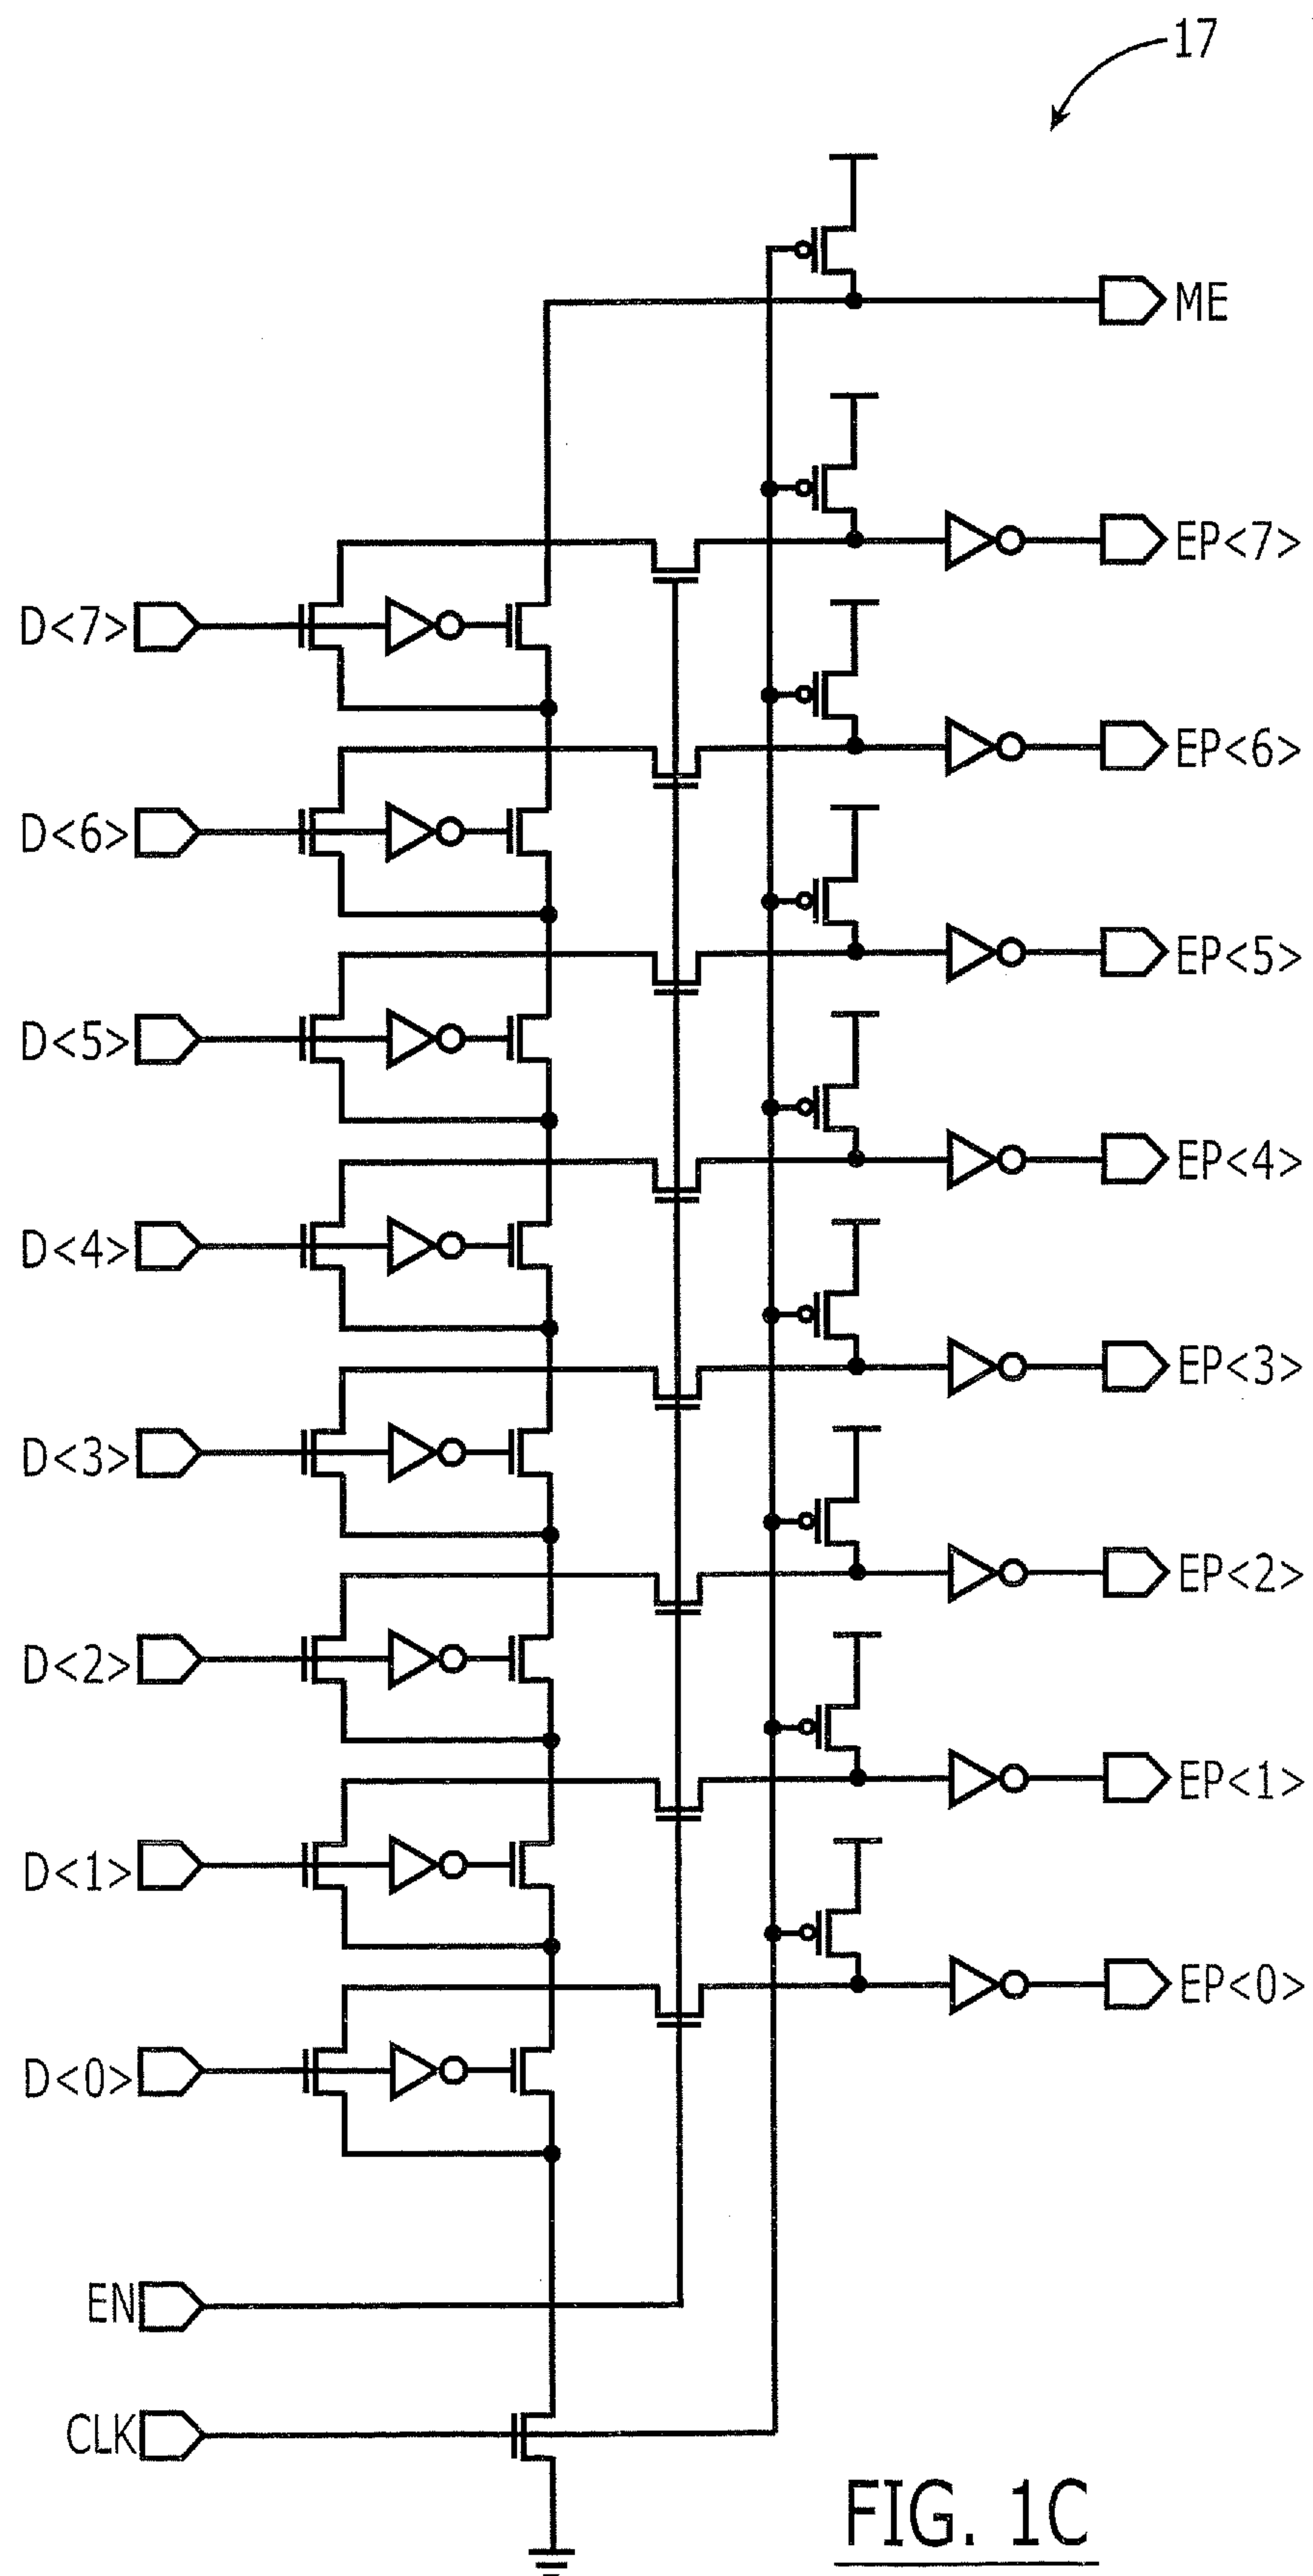 17
ME
EP<7>
D<7>
EP<6>
D<6>
EP<5>
D<5>
EP<4>
D<4>
EP<3>
D<3>
EP<2>
D<2>
EP<1>
D<1>
EP<0>
D<0>
EN
CLK
FIG. 1C